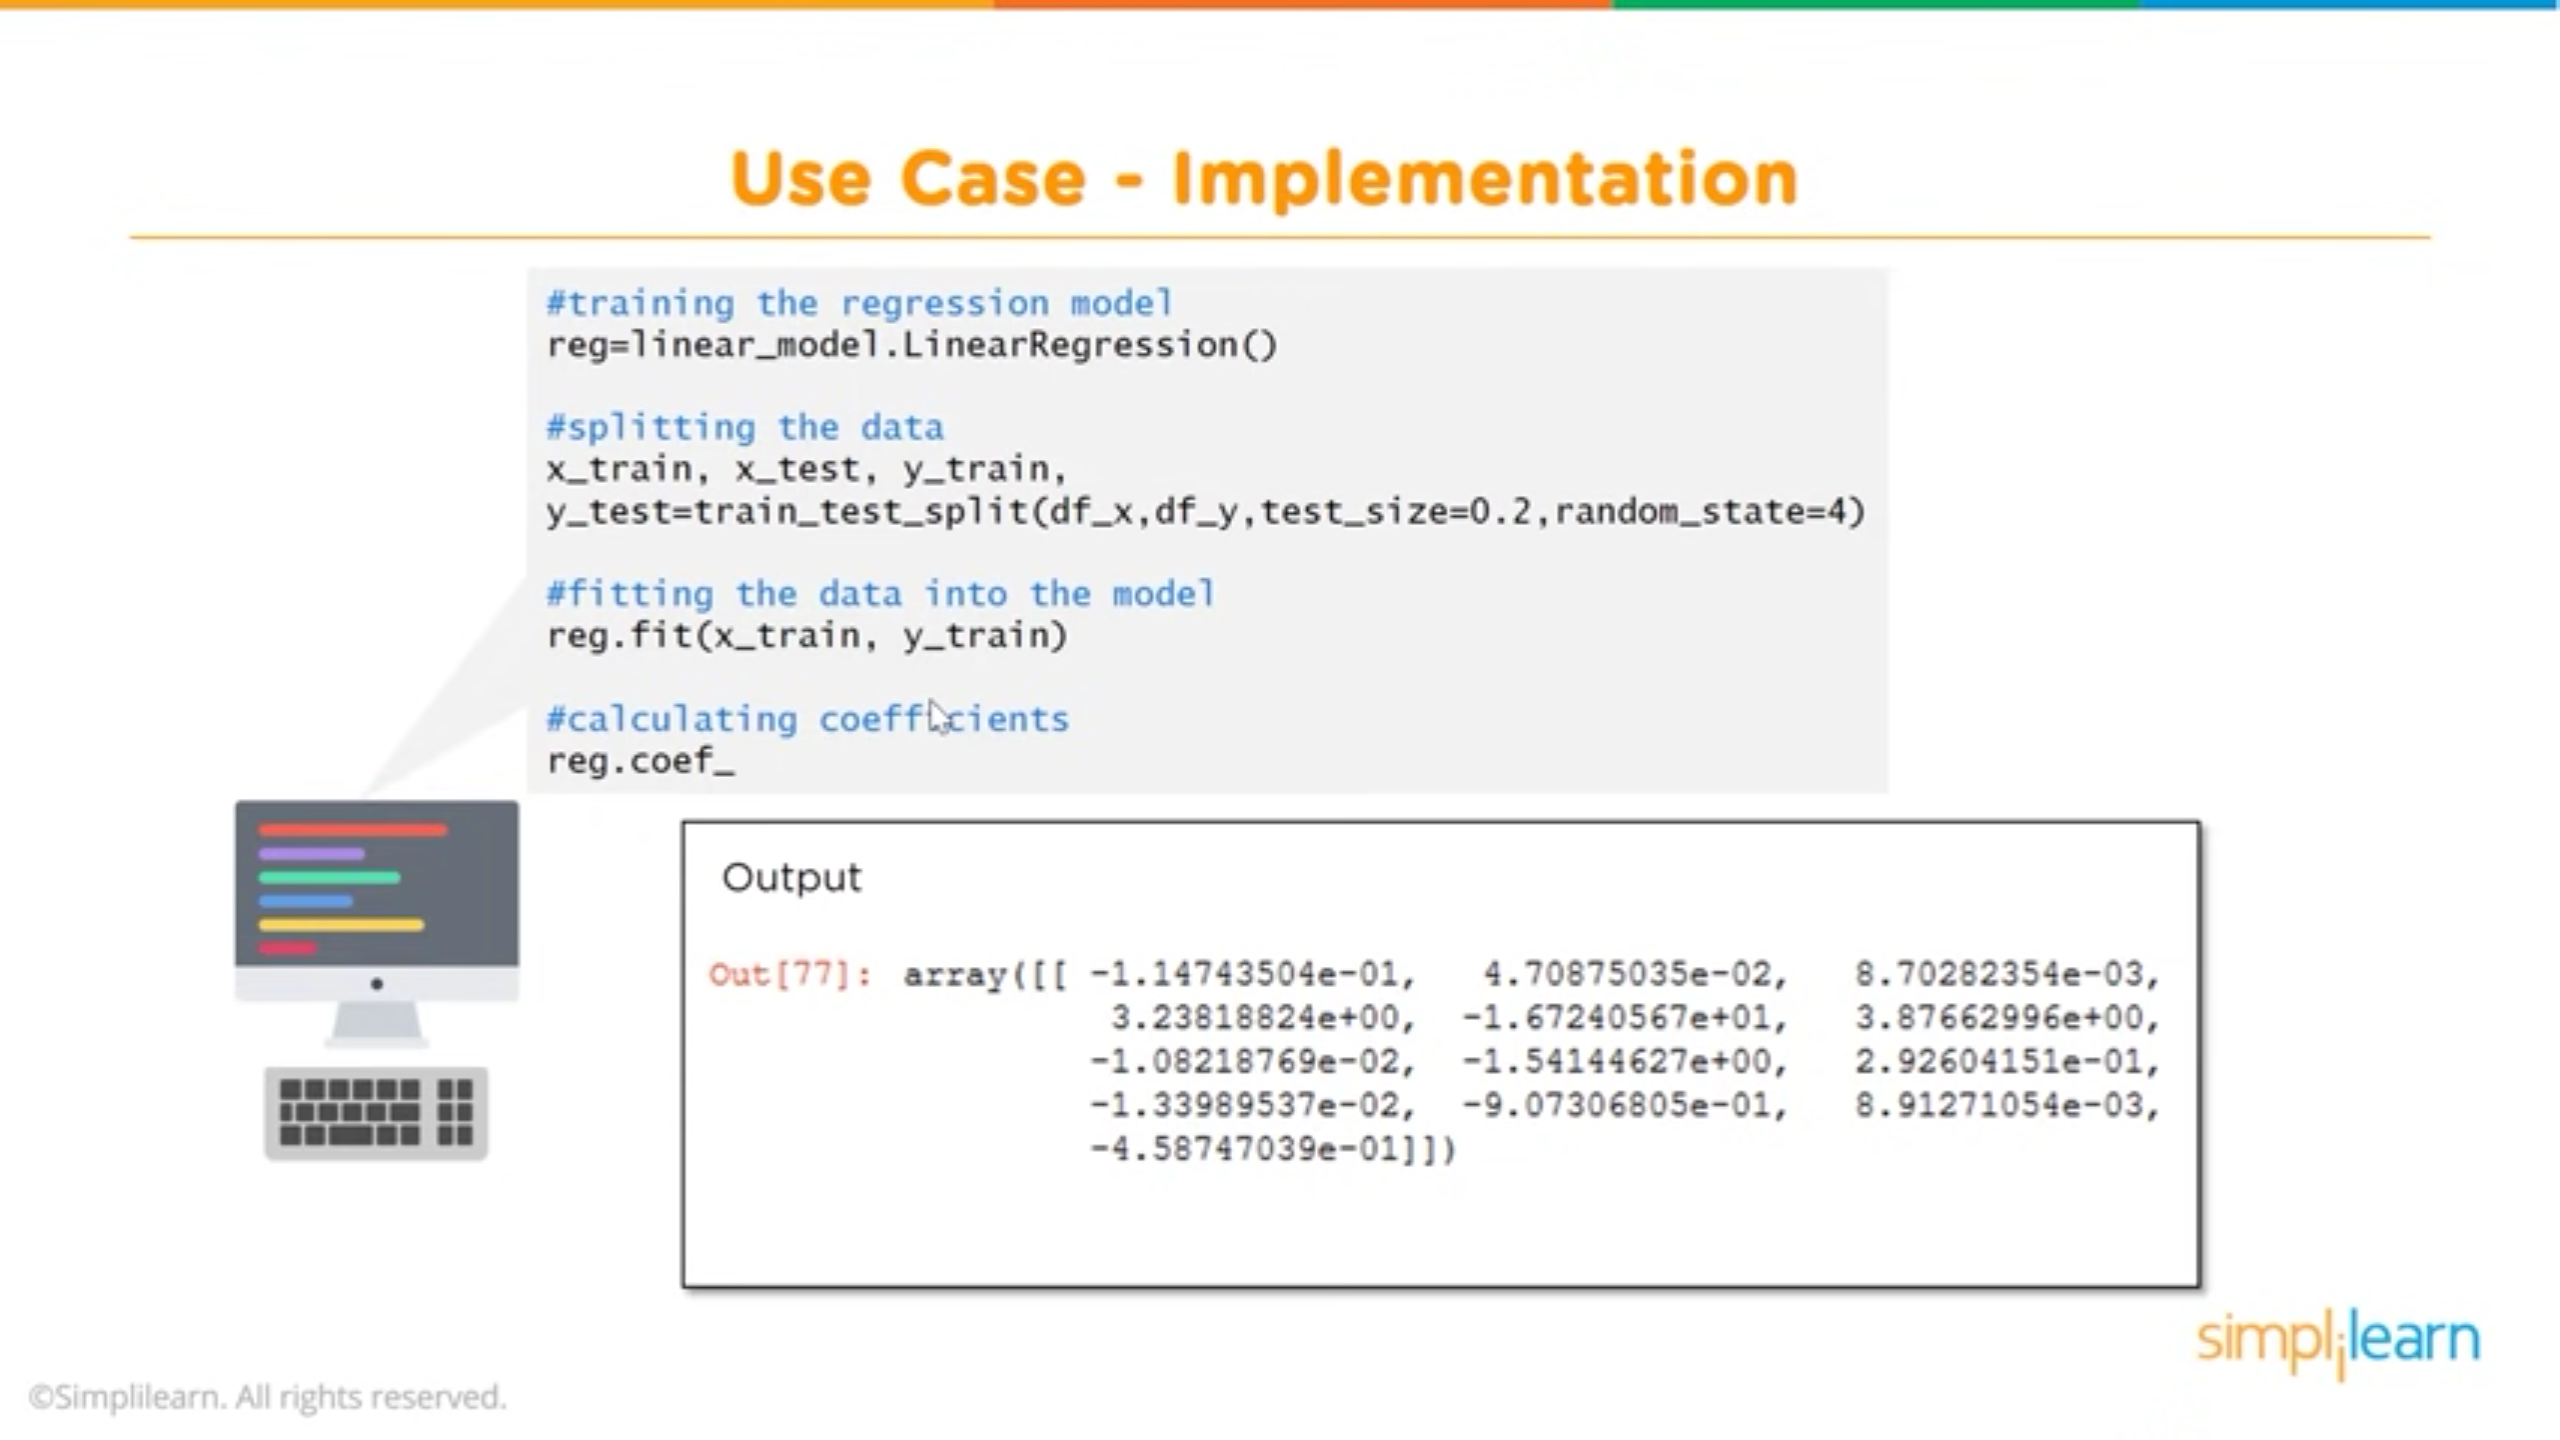 Use Case - Implementation
#training the regression model
reg=linear_model.LinearRegression()
#splitting the data
x_train, x_test, y_train,
y_test=train_test_split(df_x,df_y,test_size=0.2,random_state=4)
#fitting the data into the model
reg.fit(x_train, y_train)
#calculating coefficients
reg.coef_
Output
Out[77]: array([[ -1.14743504e-01, 4.70875035e-02, 8.70282354e-03,
3.23818824e+00, -1.67240567e+01, 3.87662996e+00,
-1.08218769e-02, -1.54144627e+00, 2.92604151e-01,
-1.33989537e-02, -9.07306805e-01, 8.91271054e-03,
-4.58747039e-01]])
simplilearn
©Simplilearn. All rights reserved.